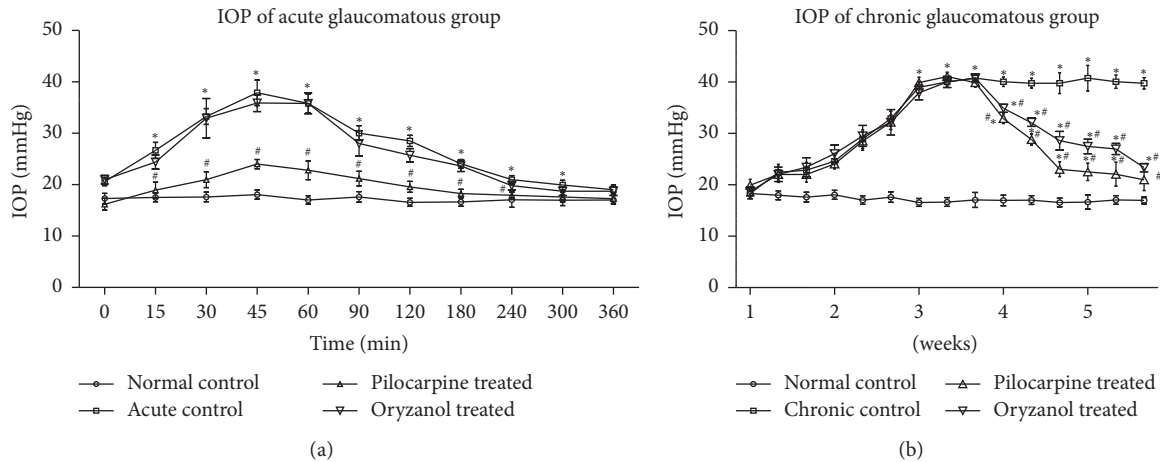 IOP of acute glaucomatous group
50
40
30
20
10
0
IOP (mmHg)
* * * * * * * * * *
# # # # # # # #
0 15 30 45 60 90 120 180 240 300 360
Time (min)
Normal control
Acute control
Pilocarpine treated
Oryzanol treated
(a)
IOP of chronic glaucomatous group
50
40
30
20
10
0
IOP (mmHg)
* * * * * * * * *
*# *# *# *# *#
#* * *# *# *# #
#
1 2 3 4 5
(weeks)
Normal control
Chronic control
Pilocarpine treated
Oryzanol treated
(b)